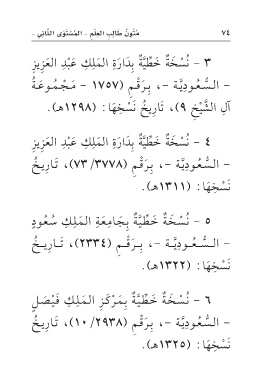 ٧٤ مُتُونُ طَالِبِ العِلْمِ - المُسْتَوَى الثَّانِي -
٣ - نُسْخَةٌ خَطِّيَّةٌ بِدَارَةِ المَلِكِ عَبْدِ العَزِيزِ
- السُّعُودِيَّة -، بِرَقْمِ (١٧٥٧ - مَجْمُوعَةُ
آلِ الشَّيْخِ ٩)، تَارِيخُ نَسْخِهَا: (١٢٩٨هـ).
٤ - نُسْخَةٌ خَطِّيَّةٌ بِدَارَةِ المَلِكِ عَبْدِ العَزِيزِ
- السُّعُودِيَّة -، بِرَقْمِ (٣٧٧٨/ ٧٣)، تَارِيخُ
نَسْخِهَا: (١٣١١هـ).
٥ - نُسْخَةٌ خَطِّيَّةٌ بِجَامِعَةِ المَلِكِ سُعُودٍ
- السُّعُودِيَّة -، بِرَقْمِ (٢٣٣٤)، تَارِيخُ
نَسْخِهَا: (١٣٢٢هـ).
٦ - نُسْخَةٌ خَطِّيَّةٌ بِمَرْكَزِ المَلِكِ فَيْصَلٍ
- السُّعُودِيَّة -، بِرَقْمِ (٢٩٣٨/ ١٠)، تَارِيخُ
نَسْخِهَا: (١٣٢٥هـ).